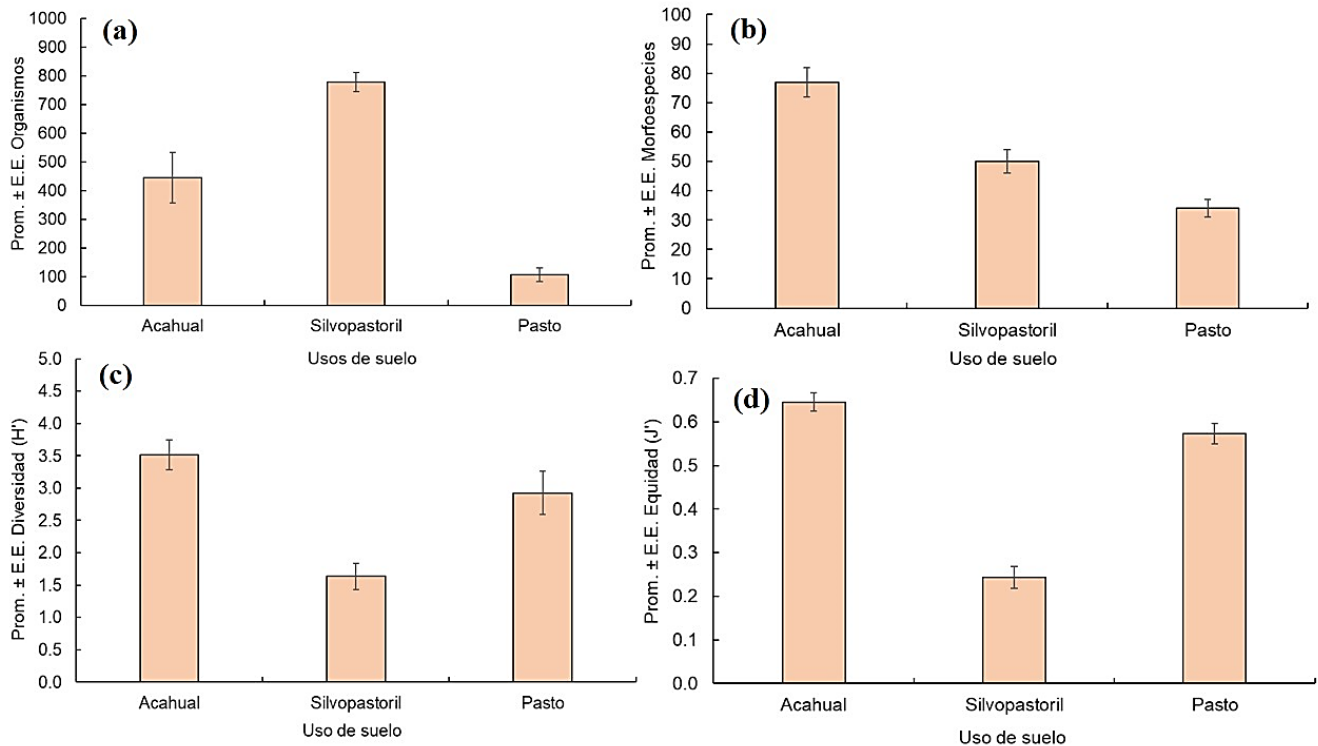 (a)
Prom. ± E.E. Organismos
1000
900
800
700
600
500
400
300
200
100
0
Acahual Silvopastoril Pasto
Usos de suelo
(b)
Prom. ± E.E. Morfoespecies
100
90
80
70
60
50
40
30
20
10
0
Acahual Silvopastoril Pasto
Uso de suelo
(c)
Prom. ± E.E. Diversidad (H')
5.0
4.5
4.0
3.5
3.0
2.5
2.0
1.5
1.0
0.5
0.0
Acahual Silvopastoril Pasto
Uso de suelo
(d)
Prom. ± E.E. Equidad (J')
0.7
0.6
0.5
0.4
0.3
0.2
0.1
0.0
Acahual Silvopastoril Pasto
Uso de suelo